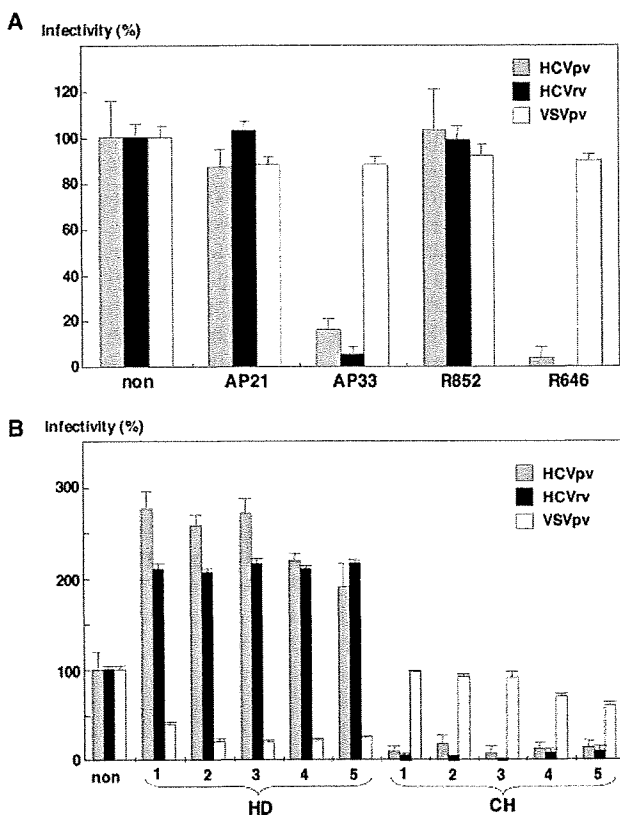 A
Infectivity (%)
120
100
80
60
40
20
0
HCVpv
HCVrv
VSVpv
non AP21 AP33 R852 R646
B
Infectivity (%)
300
200
100
0
HCVpv
HCVrv
VSVpv
non 1 2 3 4 5 1 2 3 4 5
HD CH